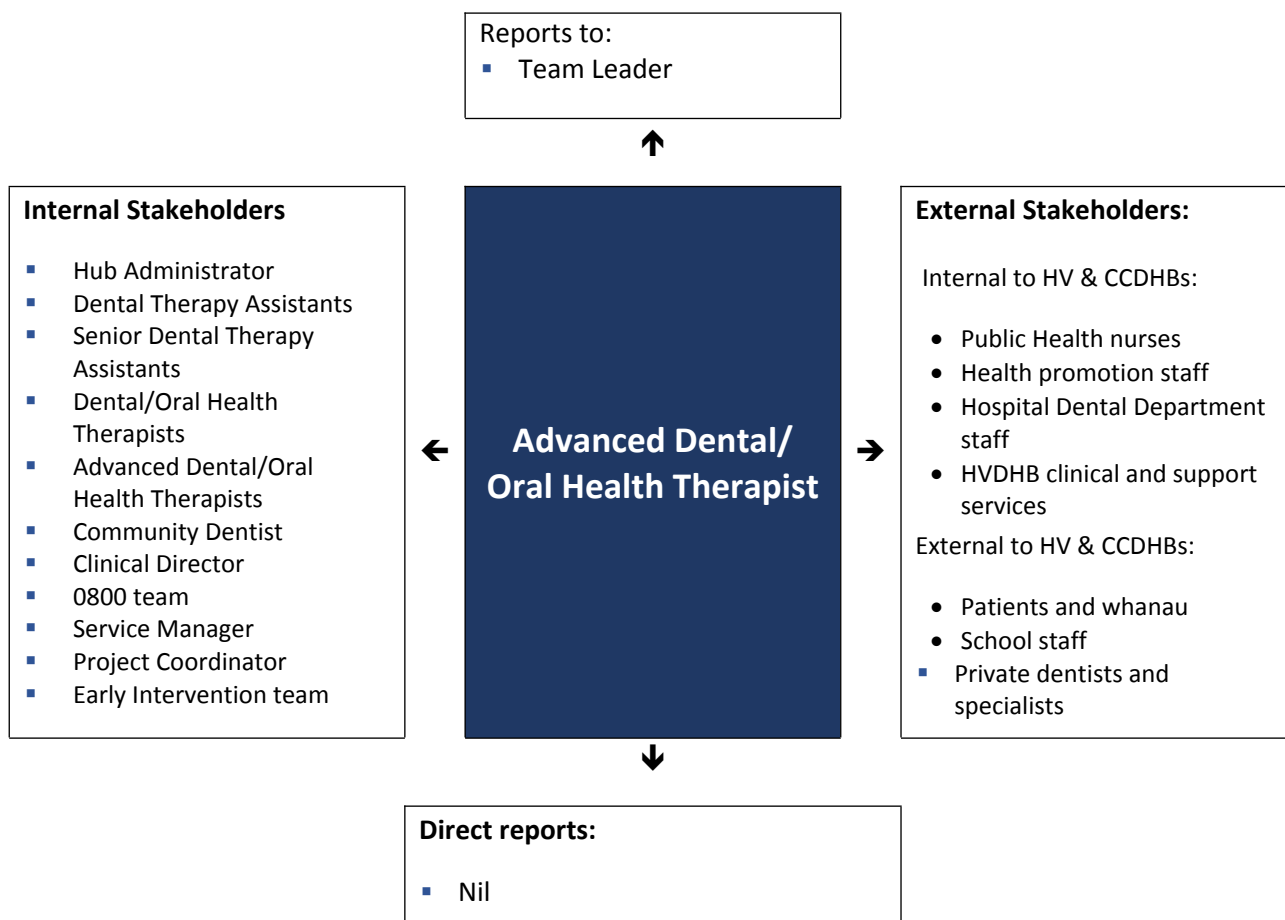 Reports to:
▪ Team Leader
Internal Stakeholders
▪ Hub Administrator
▪ Dental Therapy Assistants
▪ Senior Dental Therapy
Assistants
▪ Dental/Oral Health
Therapists
▪ Advanced Dental/Oral
Health Therapists
▪ Community Dentist
▪ Clinical Director
▪ 0800 team
▪ Service Manager
▪ Project Coordinator
▪ Early Intervention team
Advanced Dental/
Oral Health Therapist
External Stakeholders:
Internal to HV & CCDHBs:
• Public Health nurses
• Health promotion staff
• Hospital Dental Department
staff
• HVDHB clinical and support
services
External to HV & CCDHBs:
• Patients and whanau
• School staff
▪ Private dentists and
specialists
Direct reports:
▪ Nil